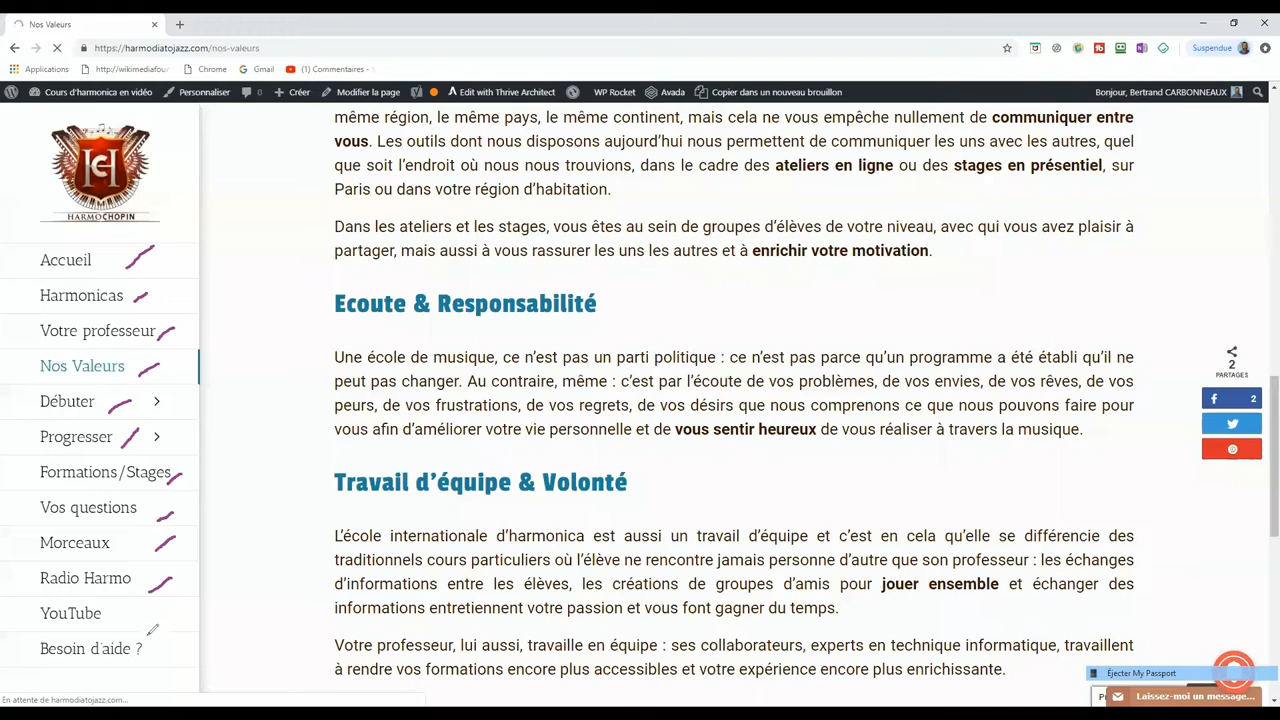 Nos Valeurs
https://harmodiatojazz.com/nos-valeurs
Suspendue
Applications http://wikimediafou Chrome Gmail (1) Commentaires -
Cours d'harmonica en vidéo Personnaliser 0 Créer Modifier la page Edit with Thrive Architect WP Rocket Avada Copier dans un nouveau brouillon Bonjour, Bertrand CARBONNEAUX
même région, le même pays, le même continent, mais cela ne vous empêche nullement de communiquer entre
vous. Les outils dont nous disposons aujourd'hui nous permettent de communiquer les uns avec les autres, quel
que soit l'endroit où nous nous trouvions, dans le cadre des ateliers en ligne ou des stages en présentiel, sur
Paris ou dans votre région d'habitation.
Dans les ateliers et les stages, vous êtes au sein de groupes d'élèves de votre niveau, avec qui vous avez plaisir à
partager, mais aussi à vous rassurer les uns les autres et à enrichir votre motivation.
Ecoute & Responsabilité
Une école de musique, ce n'est pas un parti politique : ce n'est pas parce qu'un programme a été établi qu'il ne
peut pas changer. Au contraire, même : c'est par l'écoute de vos problèmes, de vos envies, de vos rêves, de vos
peurs, de vos frustrations, de vos regrets, de vos désirs que nous comprenons ce que nous pouvons faire pour
vous afin d'améliorer votre vie personnelle et de vous sentir heureux de vous réaliser à travers la musique.
Travail d'équipe & Volonté
L'école internationale d'harmonica est aussi un travail d'équipe et c'est en cela qu'elle se différencie des
traditionnels cours particuliers où l'élève ne rencontre jamais personne d'autre que son professeur : les échanges
d'informations entre les élèves, les créations de groupes d'amis pour jouer ensemble et échanger des
informations entretiennent votre passion et vous font gagner du temps.
Votre professeur, lui aussi, travaille en équipe : ses collaborateurs, experts en technique informatique, travaillent
à rendre vos formations encore plus accessibles et votre expérience encore plus enrichissante.
HC
HARMOCHOPIN
Accueil
Harmonicas
Votre professeur
Nos Valeurs
Débuter
Progresser
Formations/Stages
Vos questions
Morceaux
Radio Harmo
YouTube
Besoin d'aide ?
En attente de harmodiatojazz.com...
2
PARTAGES
2
Éjecter My Passport
Laissez-moi un message...